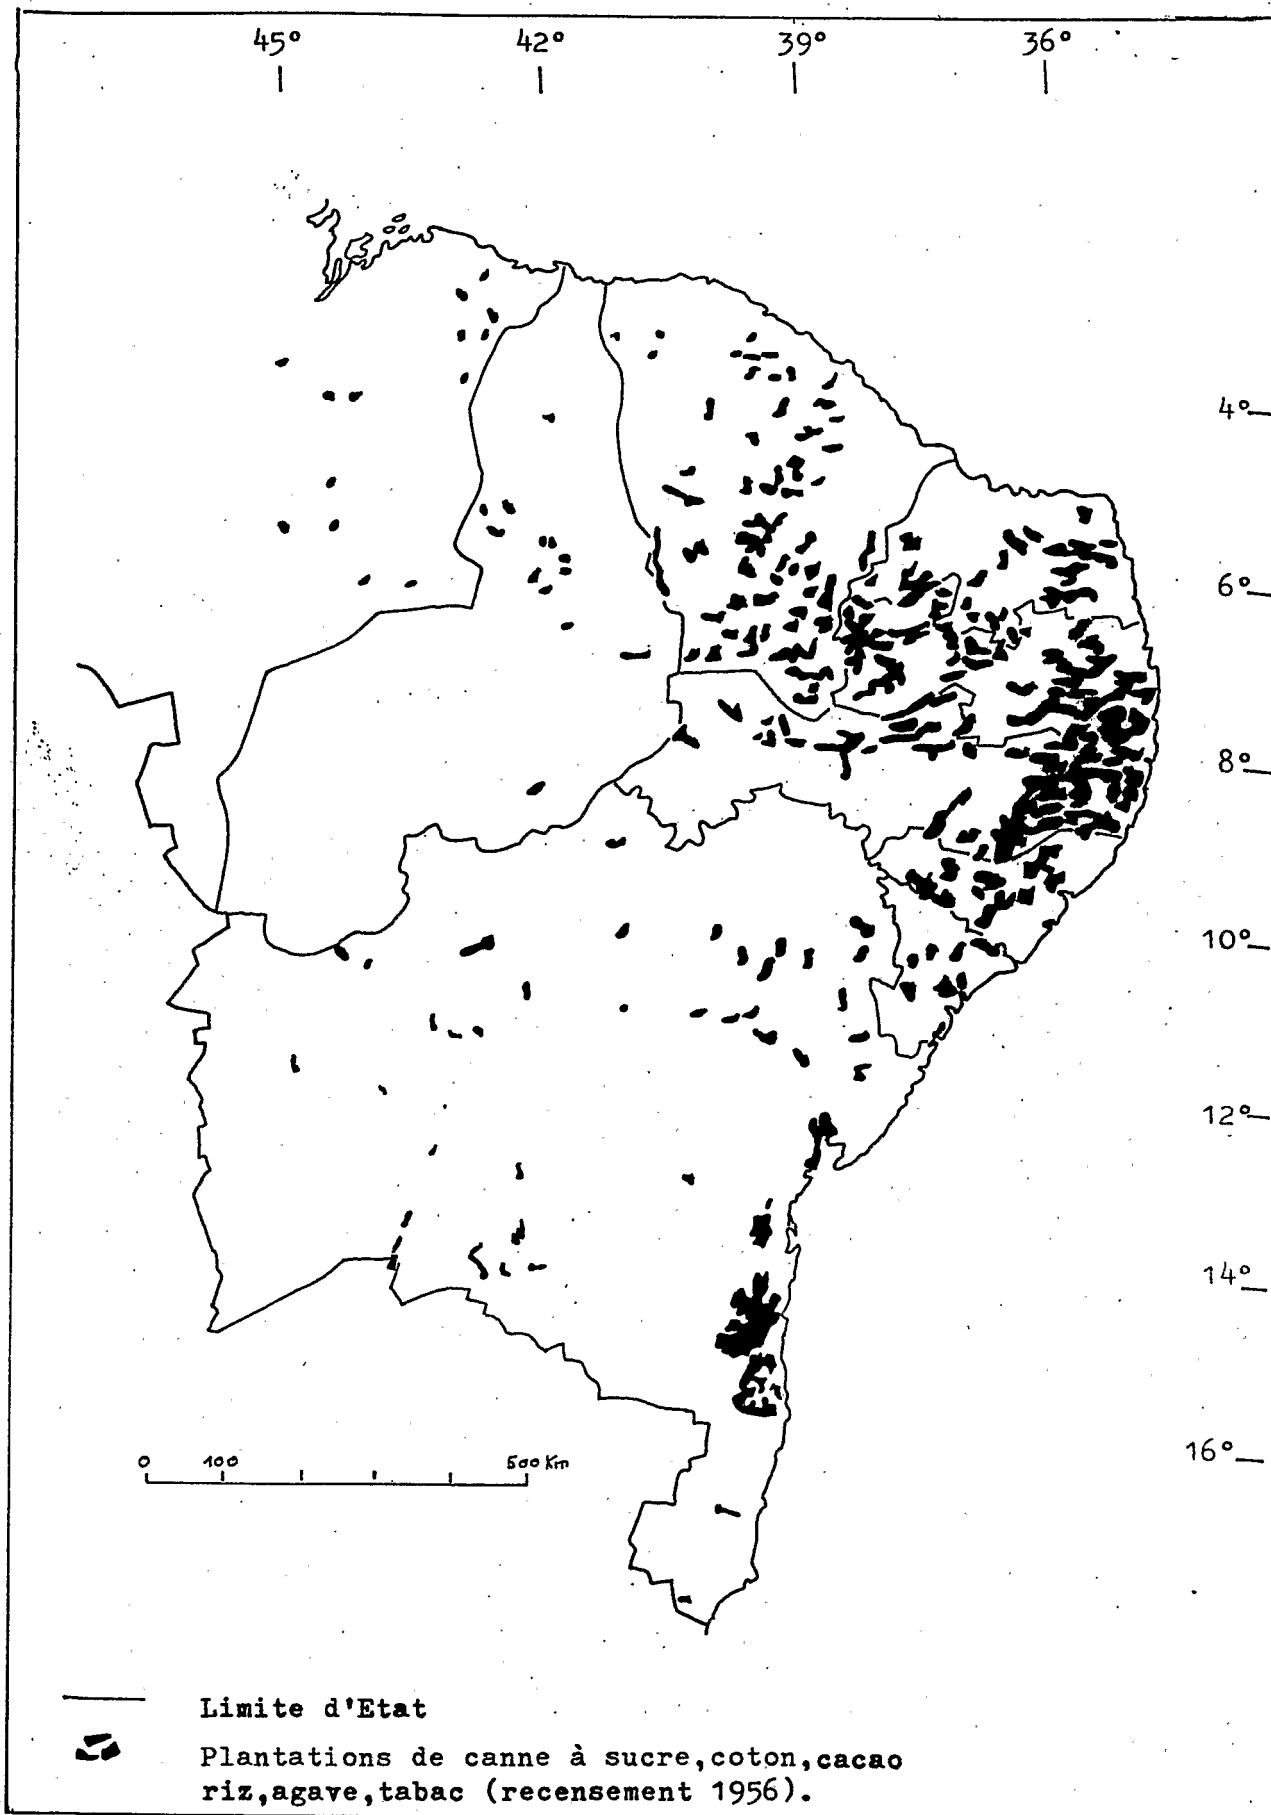 45° 42° 39° 36°
4°
6°
8°
10°
12°
14°
16°
0 100 500 Km
Limite d'Etat
Plantations de canne à sucre,coton,cacao
riz,agave,tabac (recensement 1956).